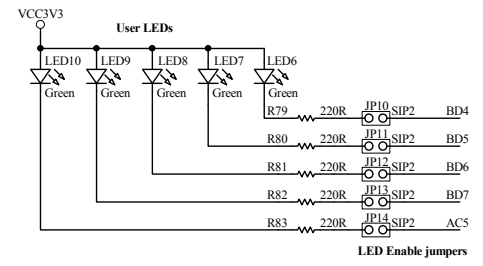 VCC3V3
User LEDs
LED10 LED9 LED8 LED7 LED6
Green Green Green Green Green
R79 220R JP10 SIP2 BD4
R80 220R JP11 SIP2 BD5
R81 220R JP12 SIP2 BD6
R82 220R JP13 SIP2 BD7
R83 220R JP14 SIP2 AC5
LED Enable jumpers